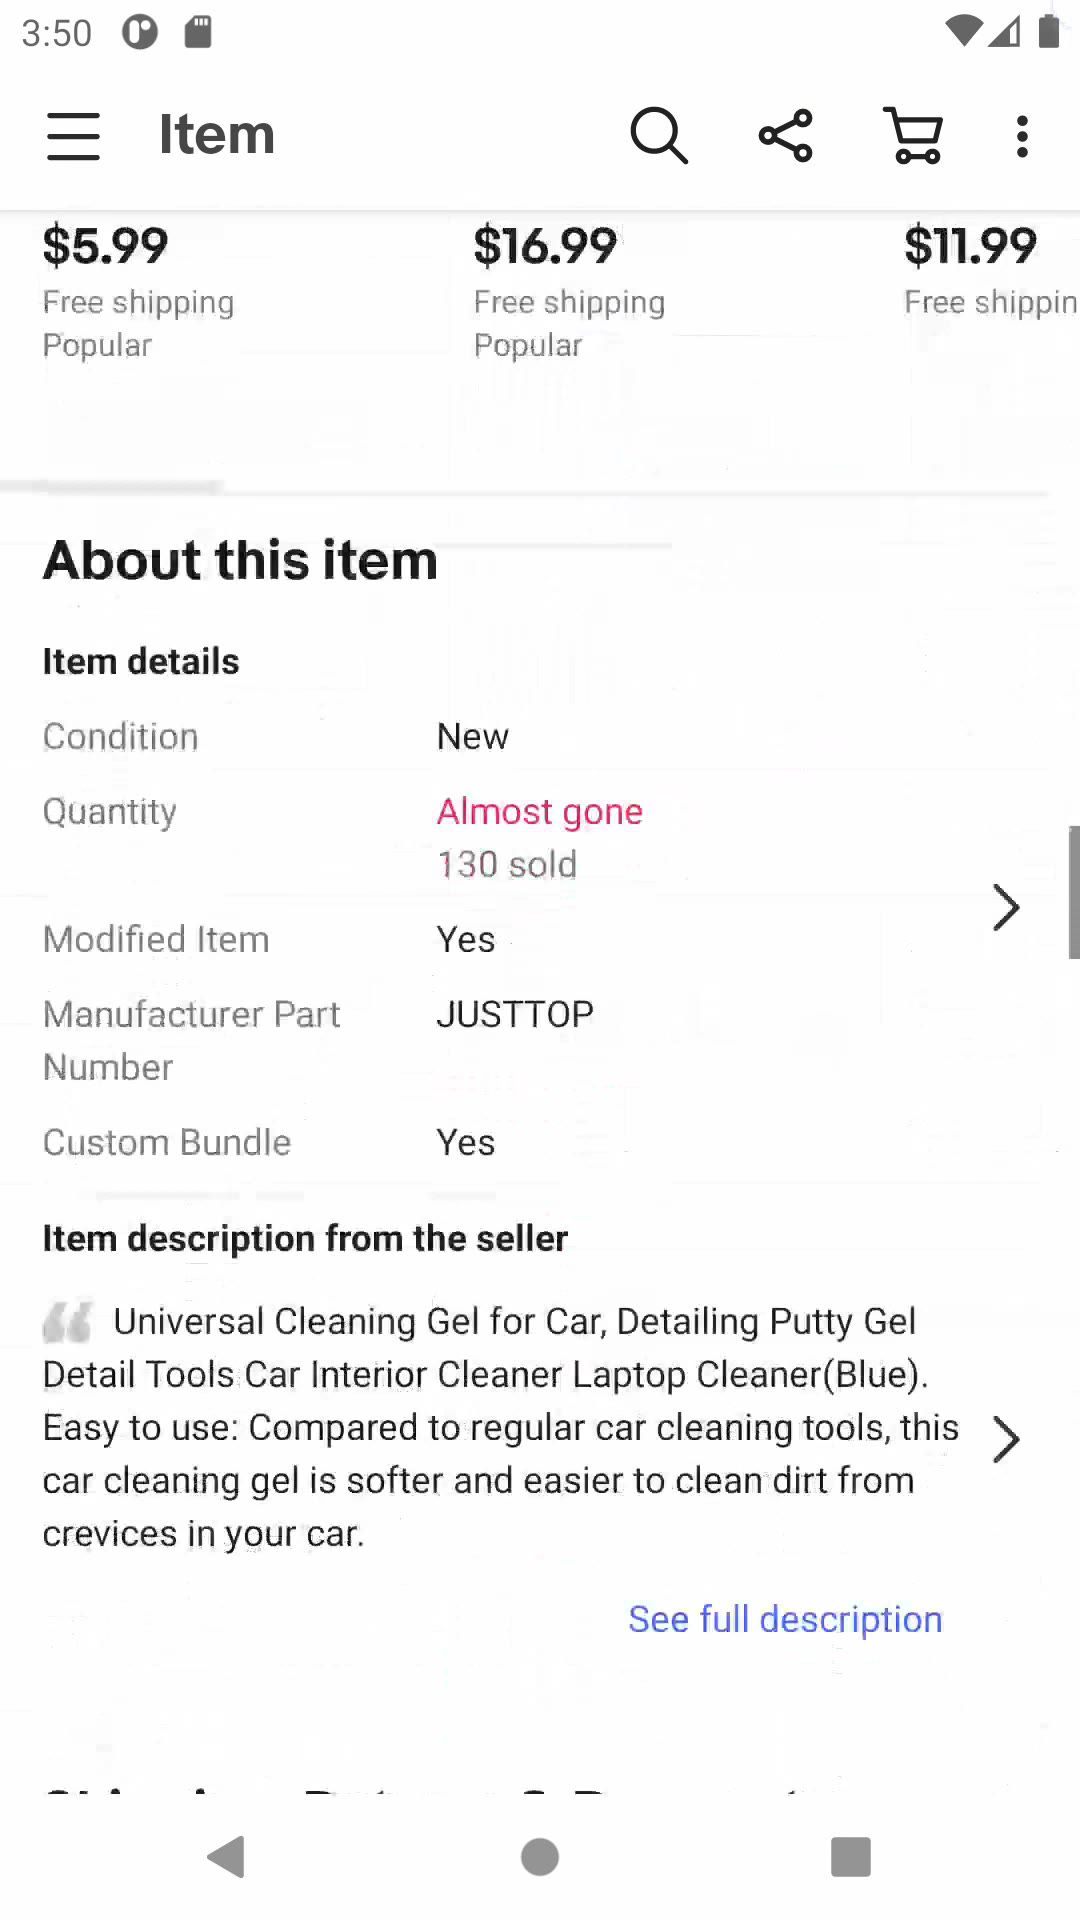 3:50
Item
$5.99 $16.99 $11.99
Free shipping Free shipping Free shippin
Popular Popular
About this item
Item details
Condition New
Quantity Almost gone
130 sold
Modified Item Yes
Manufacturer Part JUSTTOP
Number
Custom Bundle Yes
Item description from the seller
“ Universal Cleaning Gel for Car, Detailing Putty Gel
Detail Tools Car Interior Cleaner Laptop Cleaner(Blue).
Easy to use: Compared to regular car cleaning tools, this
car cleaning gel is softer and easier to clean dirt from
crevices in your car.
See full description